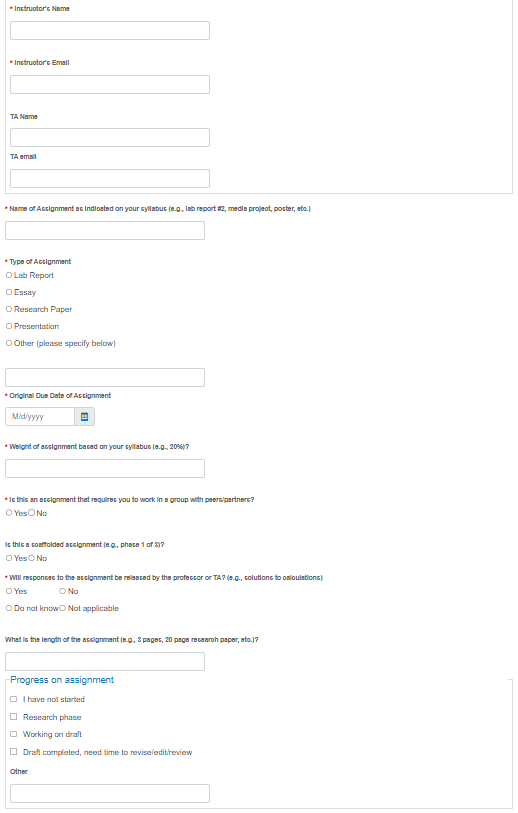 * Instructor's Name
* Instructor's Email
TA Name
TA email
* Name of Assignment as indicated on your syllabus (e.g., lab report #2, media project, poster, etc.)
* Type of Assignment
Lab Report
Essay
Research Paper
Presentation
Other (please specify below)
* Original Due Date of Assignment
M/d/yyyy
* Weight of assignment based on your syllabus (e.g., 20%)?
* Is this an assignment that requires you to work in a group with peers/partners?
Yes No
Is this a scaffolded assignment (e.g., phase 1 of 3)?
Yes No
* Will responses to the assignment be released by the professor or TA? (e.g., solutions to calculations)
Yes No
Do not know Not applicable
What is the length of the assignment (e.g., 8 pages, 20 page research paper, etc.)?
Progress on assignment
I have not started
Research phase
Working on draft
Draft completed, need time to revise/edit/review
Other